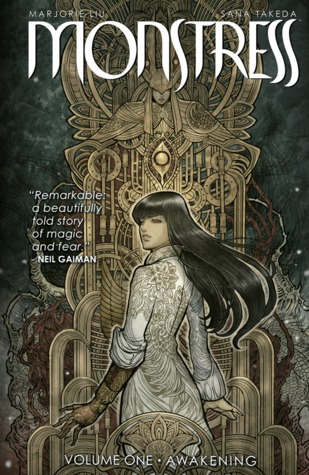 MARJORIE LIU SANA TAKEDA
MONSTRESS
“Remarkable:
a beautifully
told story
of magic
and fear.”
NEIL GAIMAN
VOLUME ONE • AWAKENING